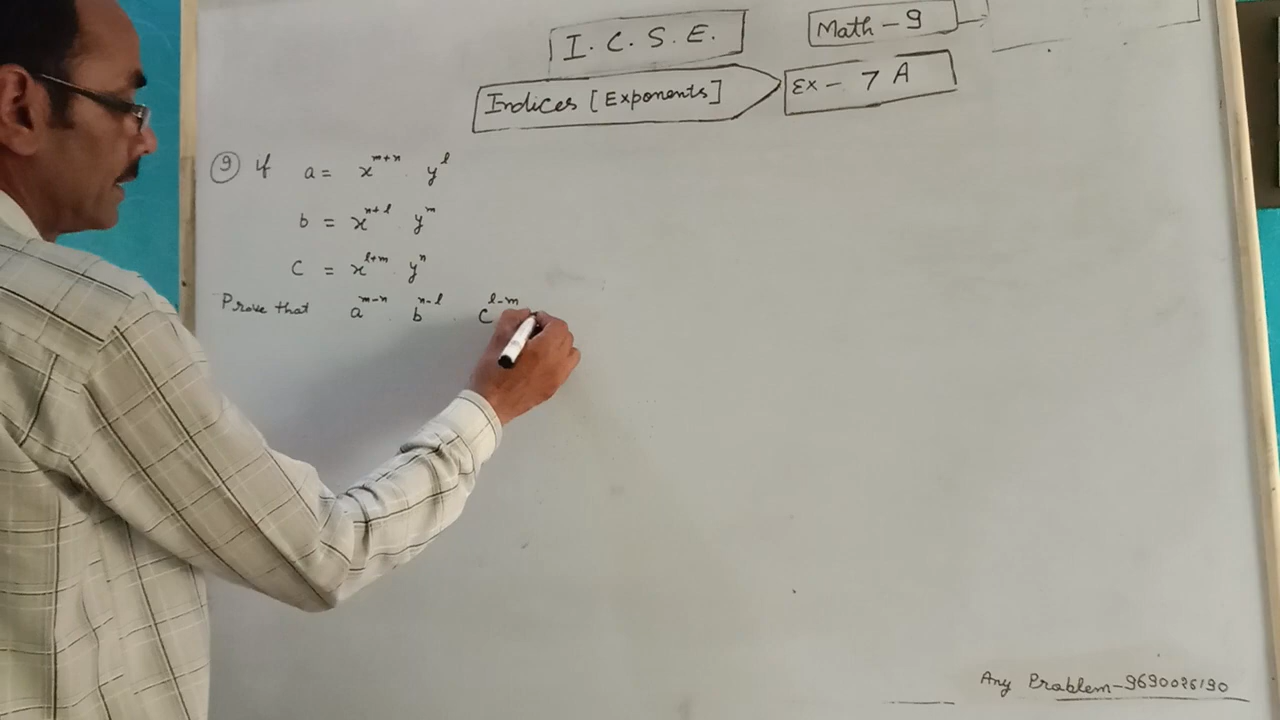 I. C. S. E.
Math - 9
Indices [Exponents]
Ex - 7 A
9 If a = x^{m+n} . y^{l}
b = x^{n+l} . y^{m}
c = x^{l+m} . y^{n}
Prove that a^{m-n} . b^{n-l} . c^{l-m}
Any Problem-9690026190